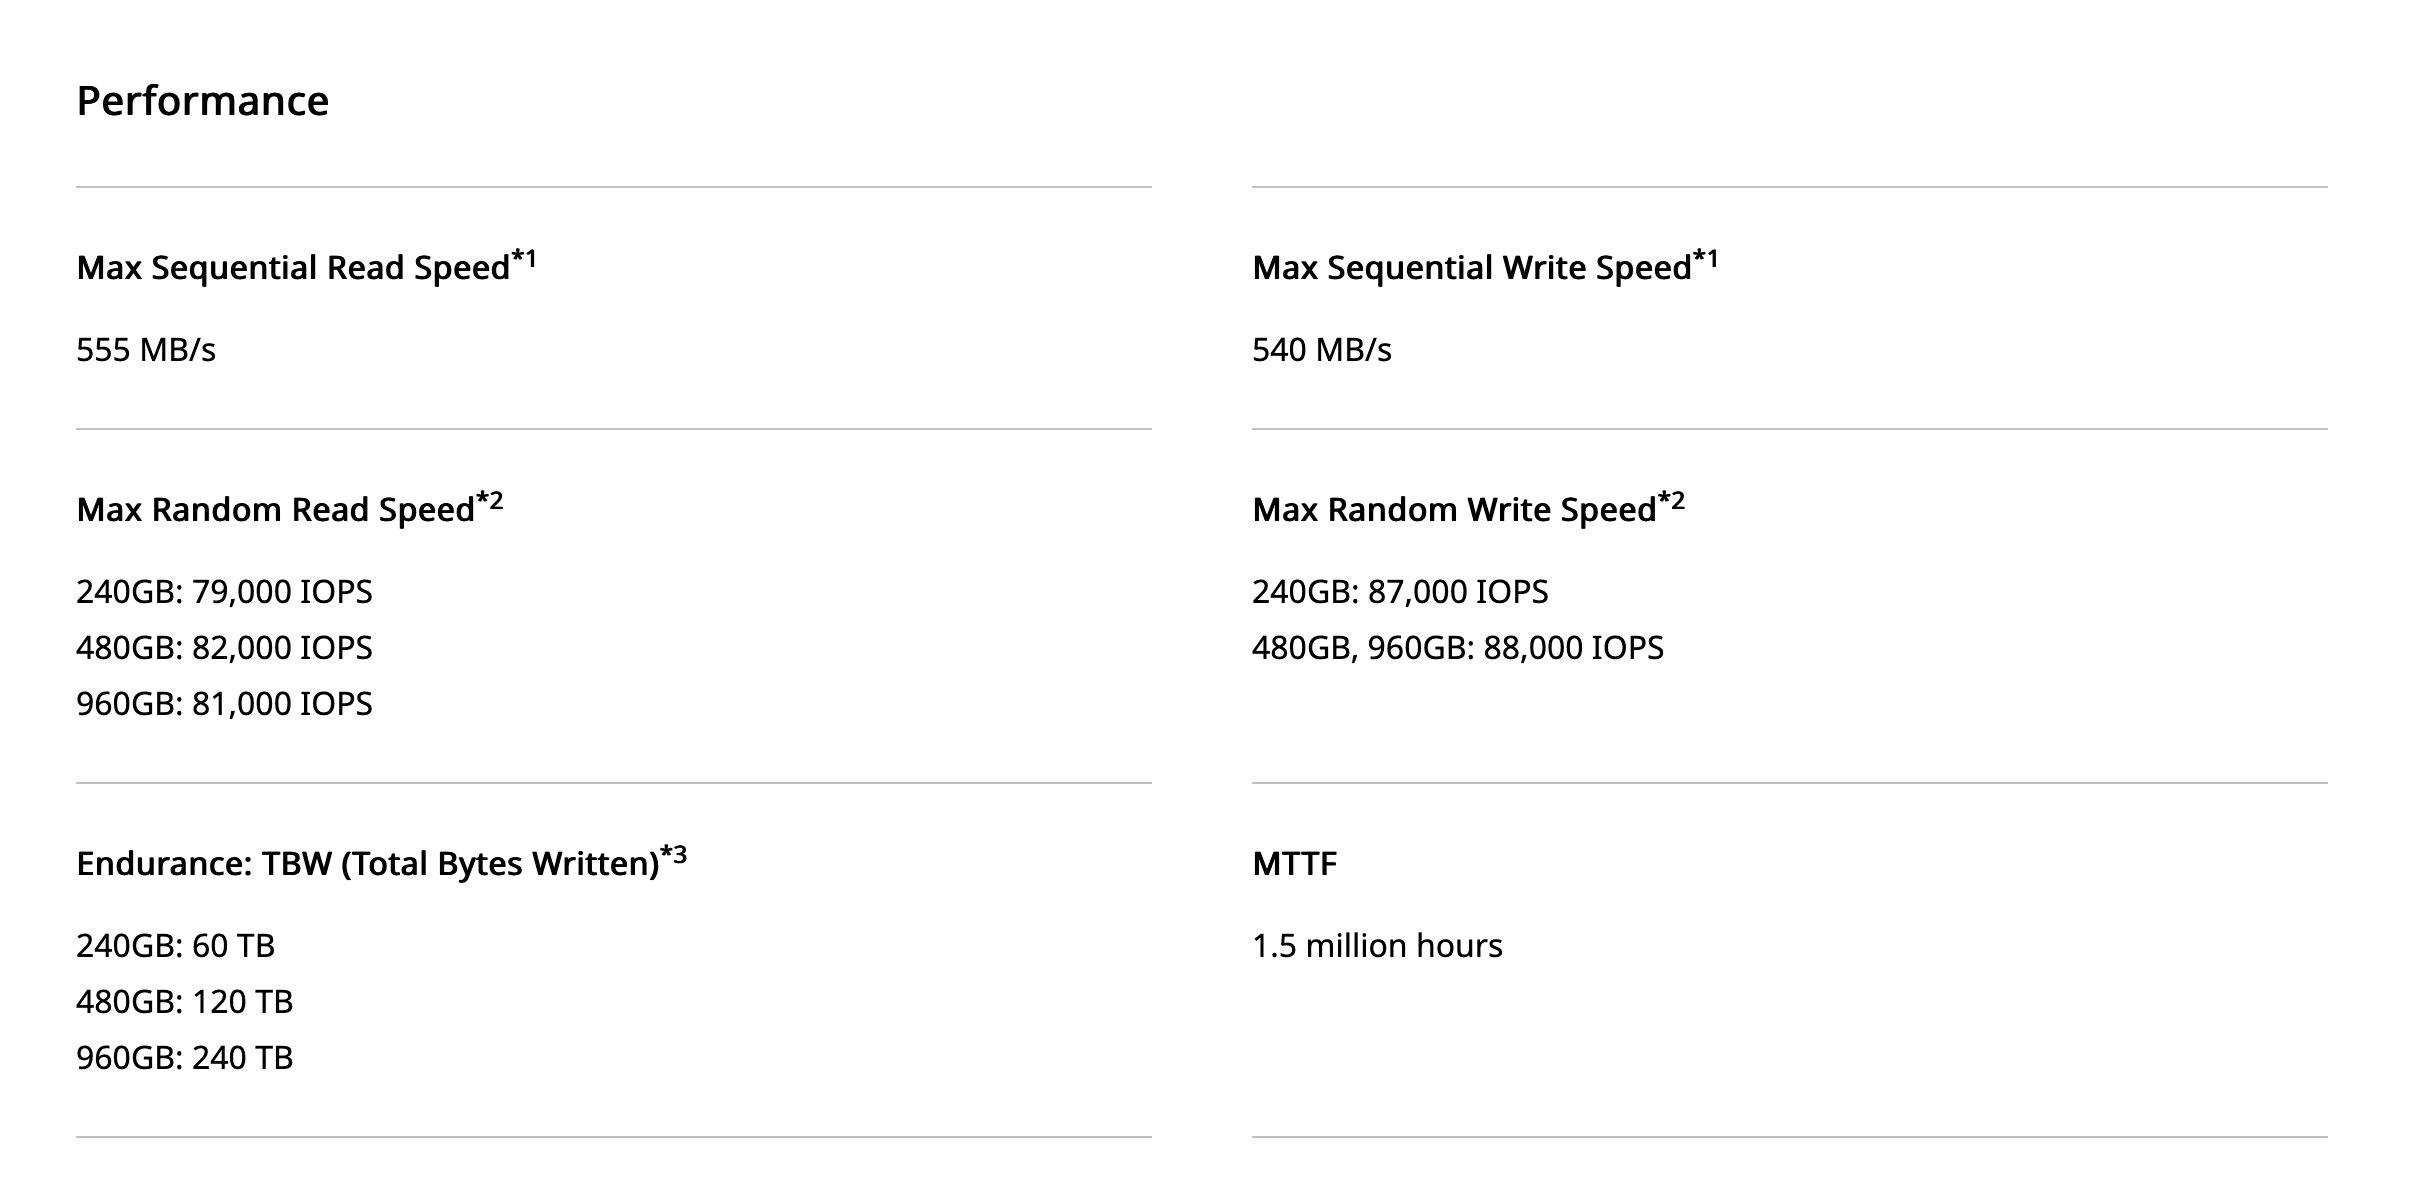 Performance
Max Sequential Read Speed*1
555 MB/s
Max Sequential Write Speed*1
540 MB/s
Max Random Read Speed*2
240GB: 79,000 IOPS
480GB: 82,000 IOPS
960GB: 81,000 IOPS
Max Random Write Speed*2
240GB: 87,000 IOPS
480GB, 960GB: 88,000 IOPS
Endurance: TBW (Total Bytes Written)*3
240GB: 60 TB
480GB: 120 TB
960GB: 240 TB
MTTF
1.5 million hours